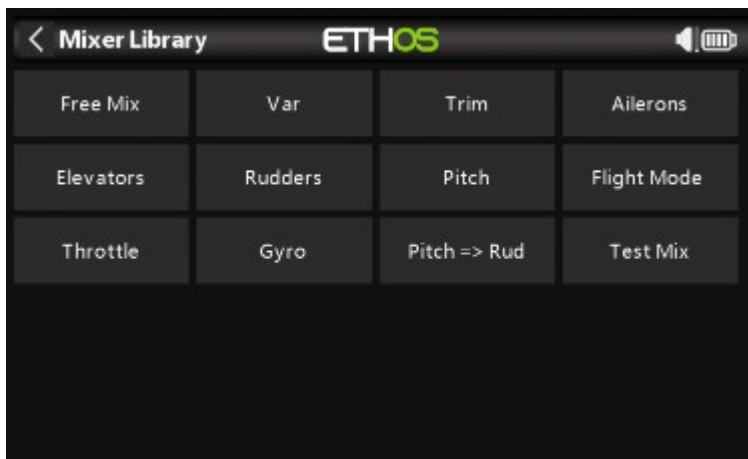 Mixer Library ETHOS
Free Mix Var Trim Ailerons
Elevators Rudders Pitch Flight Mode
Throttle Gyro Pitch => Rud Test Mix